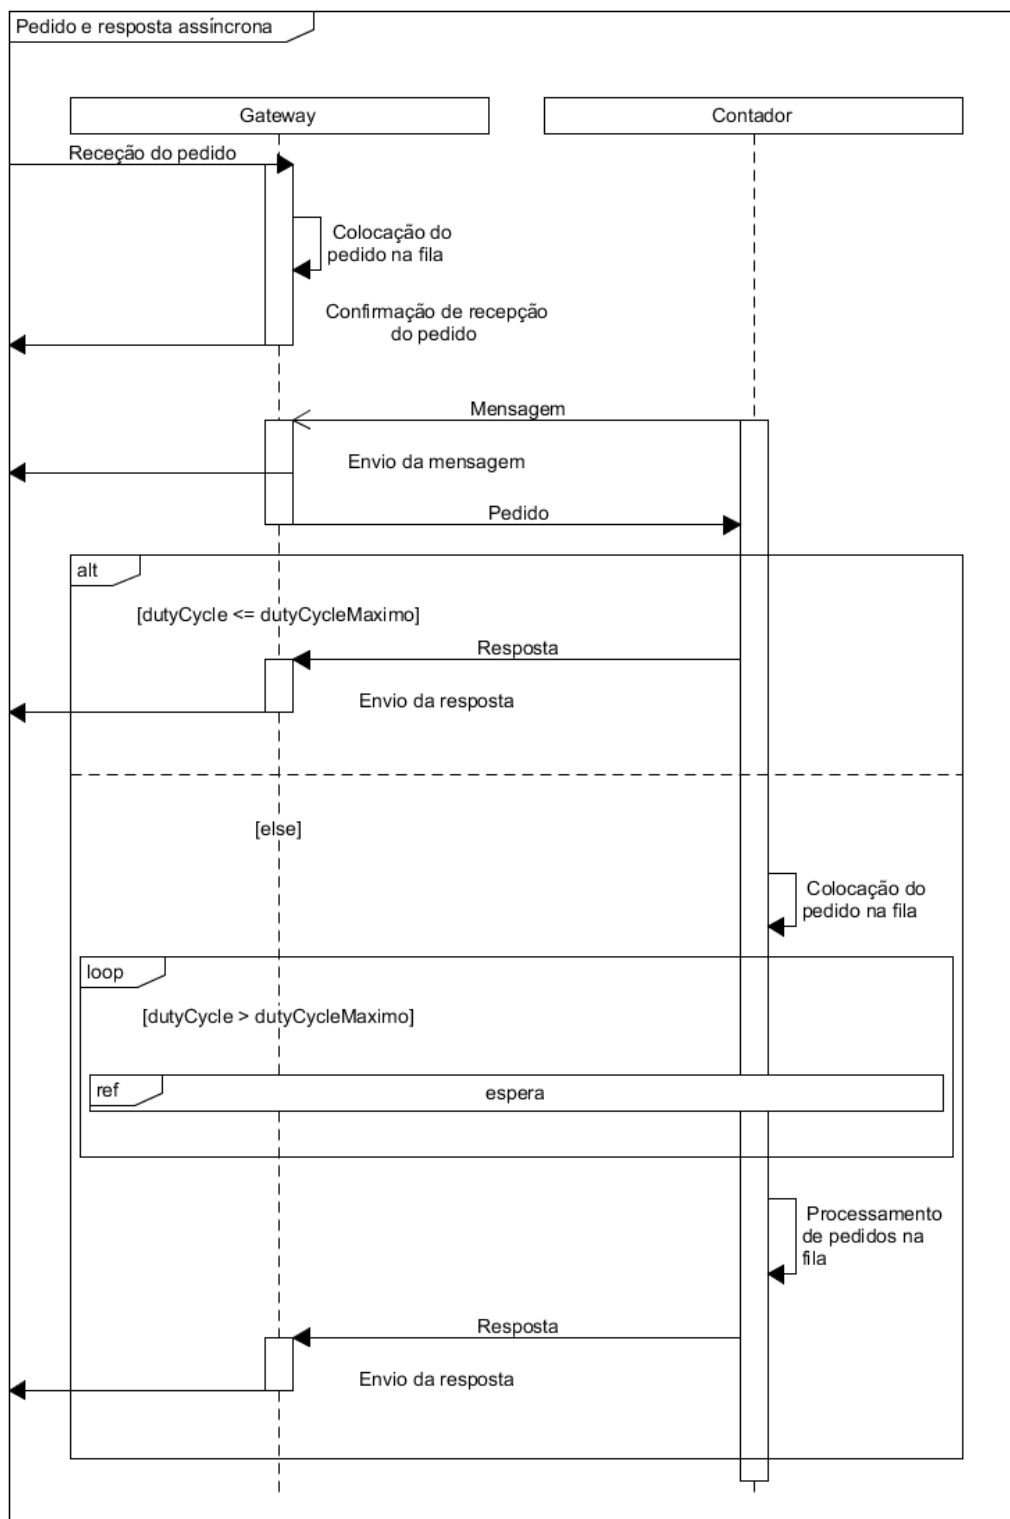 Pedido e resposta assíncrona
Gateway
Contador
Receção do pedido
Colocação do
pedido na fila
Confirmação de recepção
do pedido
Mensagem
Envio da mensagem
Pedido
alt
[dutyCycle <= dutyCycleMaximo]
Resposta
Envio da resposta
[else]
Colocação do
pedido na fila
loop
[dutyCycle > dutyCycleMaximo]
ref
espera
Processamento
de pedidos na
fila
Resposta
Envio da resposta